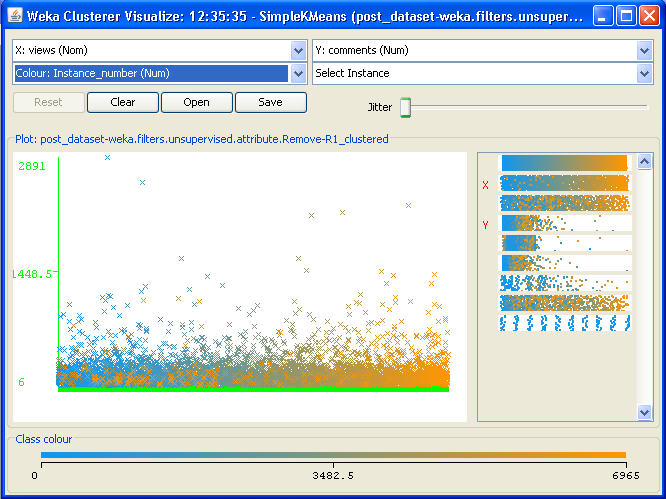 Weka Clusterer Visualize: 12:35:35 - SimpleKMeans (post_dataset-weka.filters.unsuperv...
X: views (Nom) Y: comments (Num)
Colour: Instance_number (Num) Select Instance
Reset Clear Open Save Jitter
Plot: post_dataset-weka.filters.unsupervised.attribute.Remove-R1_clustered
2891
X
Y
1448.5
6
Class colour
0 3482.5 6965